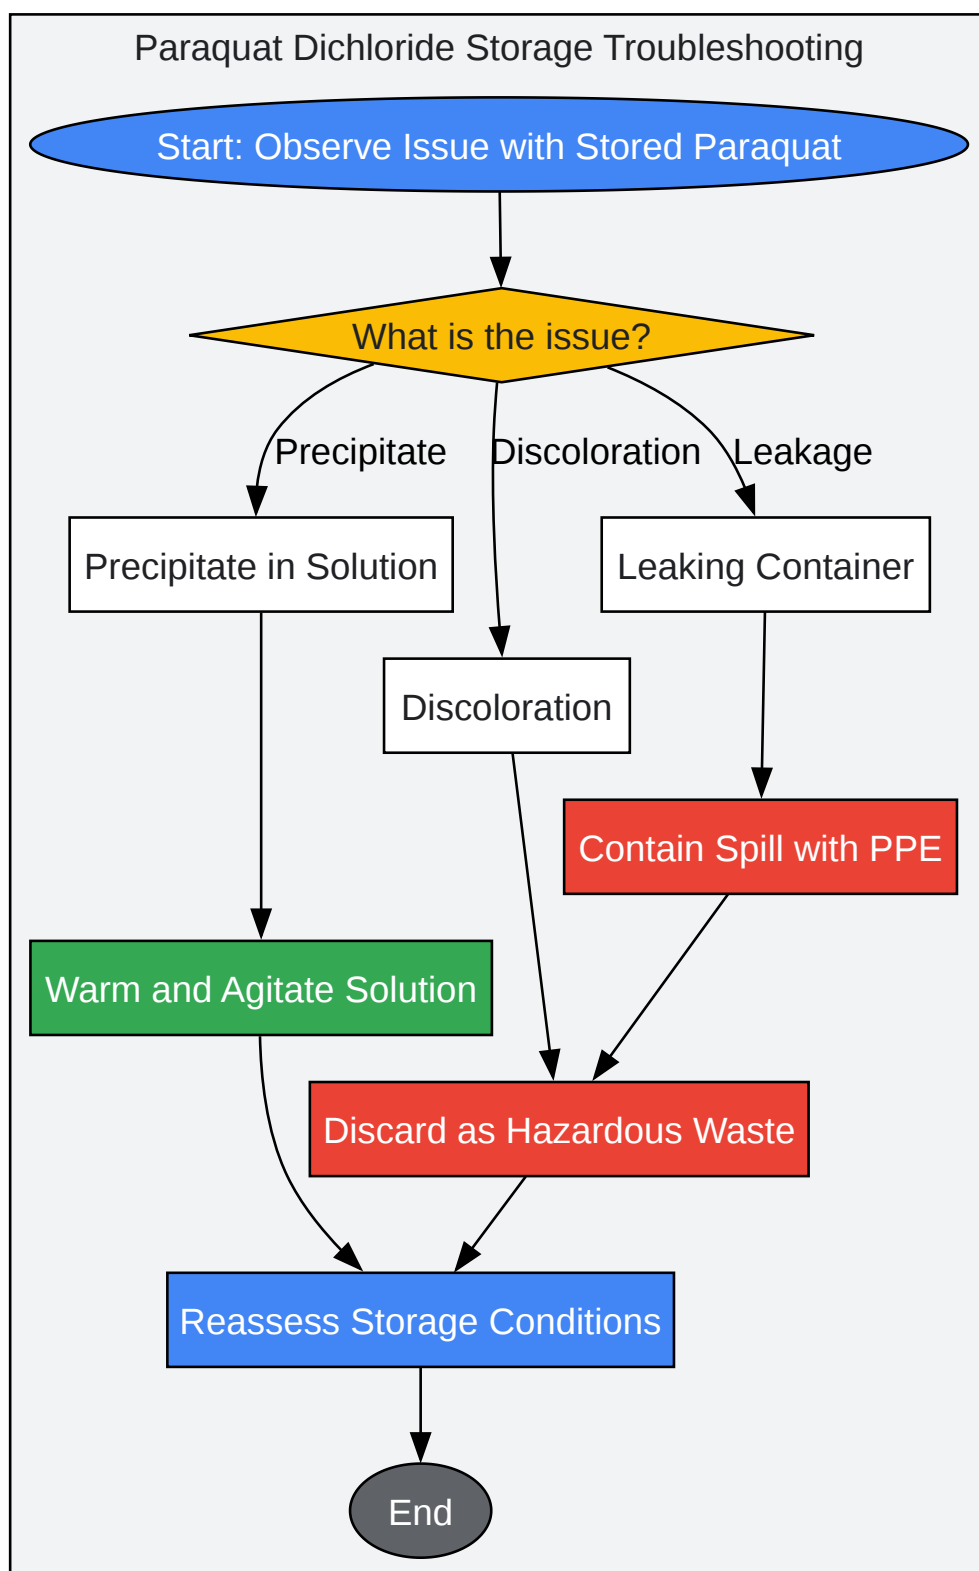 Paraquat Dichloride Storage Troubleshooting
Start: Observe Issue with Stored Paraquat
What is the issue?
Precipitate
Discoloration
Leakage
Precipitate in Solution
Leaking Container
Discoloration
Contain Spill with PPE
Warm and Agitate Solution
Discard as Hazardous Waste
Reassess Storage Conditions
End